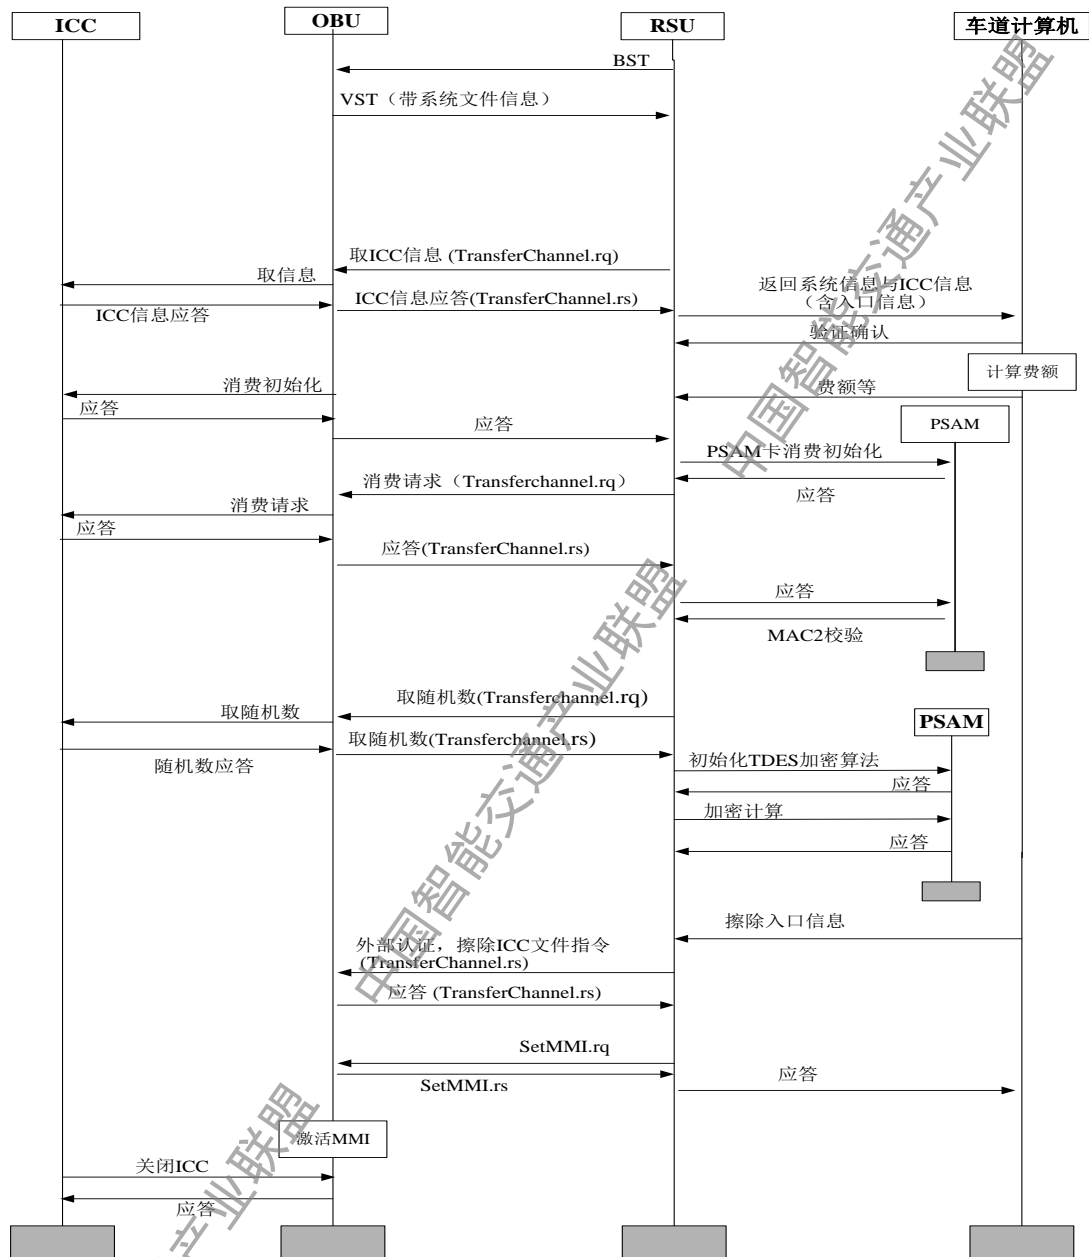 ICC
OBU
RSU
车道计算机
BST
VST（带系统文件信息）
取ICC信息 (TransferChannel.rq)
取信息
ICC信息应答(TransferChannel.rs)
ICC信息应答
返回系统信息与ICC信息
（含入口信息）
验证确认
计算费额
消费初始化
费额等
应答
应答
PSAM
PSAM卡消费初始化
应答
消费请求（Transferchannel.rq）
消费请求
应答
应答(TransferChannel.rs)
应答
MAC2校验
取随机数(Transferchannel.rq)
取随机数
PSAM
取随机数(Transferchannel.rs)
随机数应答
初始化TDES加密算法
应答
加密计算
应答
擦除入口信息
外部认证，擦除ICC文件指令
(TransferChannel.rs)
应答 (TransferChannel.rs)
SetMMI.rq
SetMMI.rs
应答
激活MMI
关闭ICC
应答
中国智能交通产业联盟
中国智能交通产业联盟
产业联盟